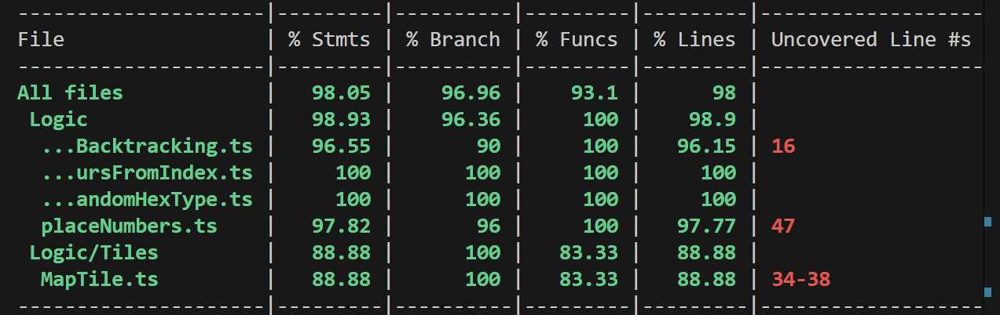 ---------------------|---------|----------|---------|---------|-------------------
File                 | % Stmts | % Branch | % Funcs | % Lines | Uncovered Line #s
---------------------|---------|----------|---------|---------|-------------------
All files            |   98.05 |    96.96 |    93.1 |      98 |
 Logic               |   98.93 |    96.36 |     100 |    98.9 |
  ...Backtracking.ts |   96.55 |       90 |     100 |   96.15 | 16
  ...ursFromIndex.ts |     100 |      100 |     100 |     100 |
  ...andomHexType.ts |     100 |      100 |     100 |     100 |
  placeNumbers.ts    |   97.82 |       96 |     100 |   97.77 | 47
 Logic/Tiles         |   88.88 |      100 |   83.33 |   88.88 |
  MapTile.ts         |   88.88 |      100 |   83.33 |   88.88 | 34-38
---------------------|---------|----------|---------|---------|-------------------